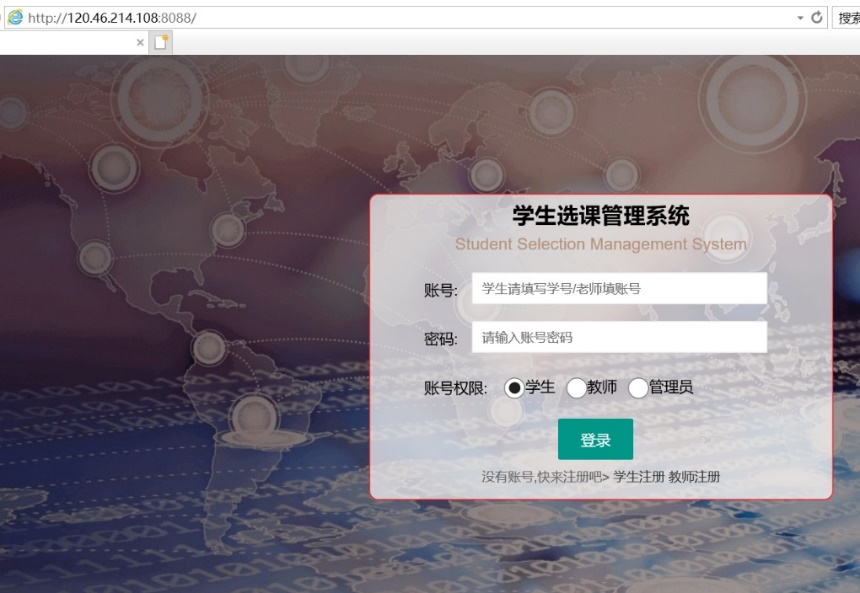 http://120.46.214.108:8088/
搜索
学生选课管理系统
Student Selection Management System
账号: 学生请填写学号/老师填账号
密码: 请输入账号密码
账号权限: 学生 教师 管理员
登录
没有账号,快来注册吧> 学生注册 教师注册